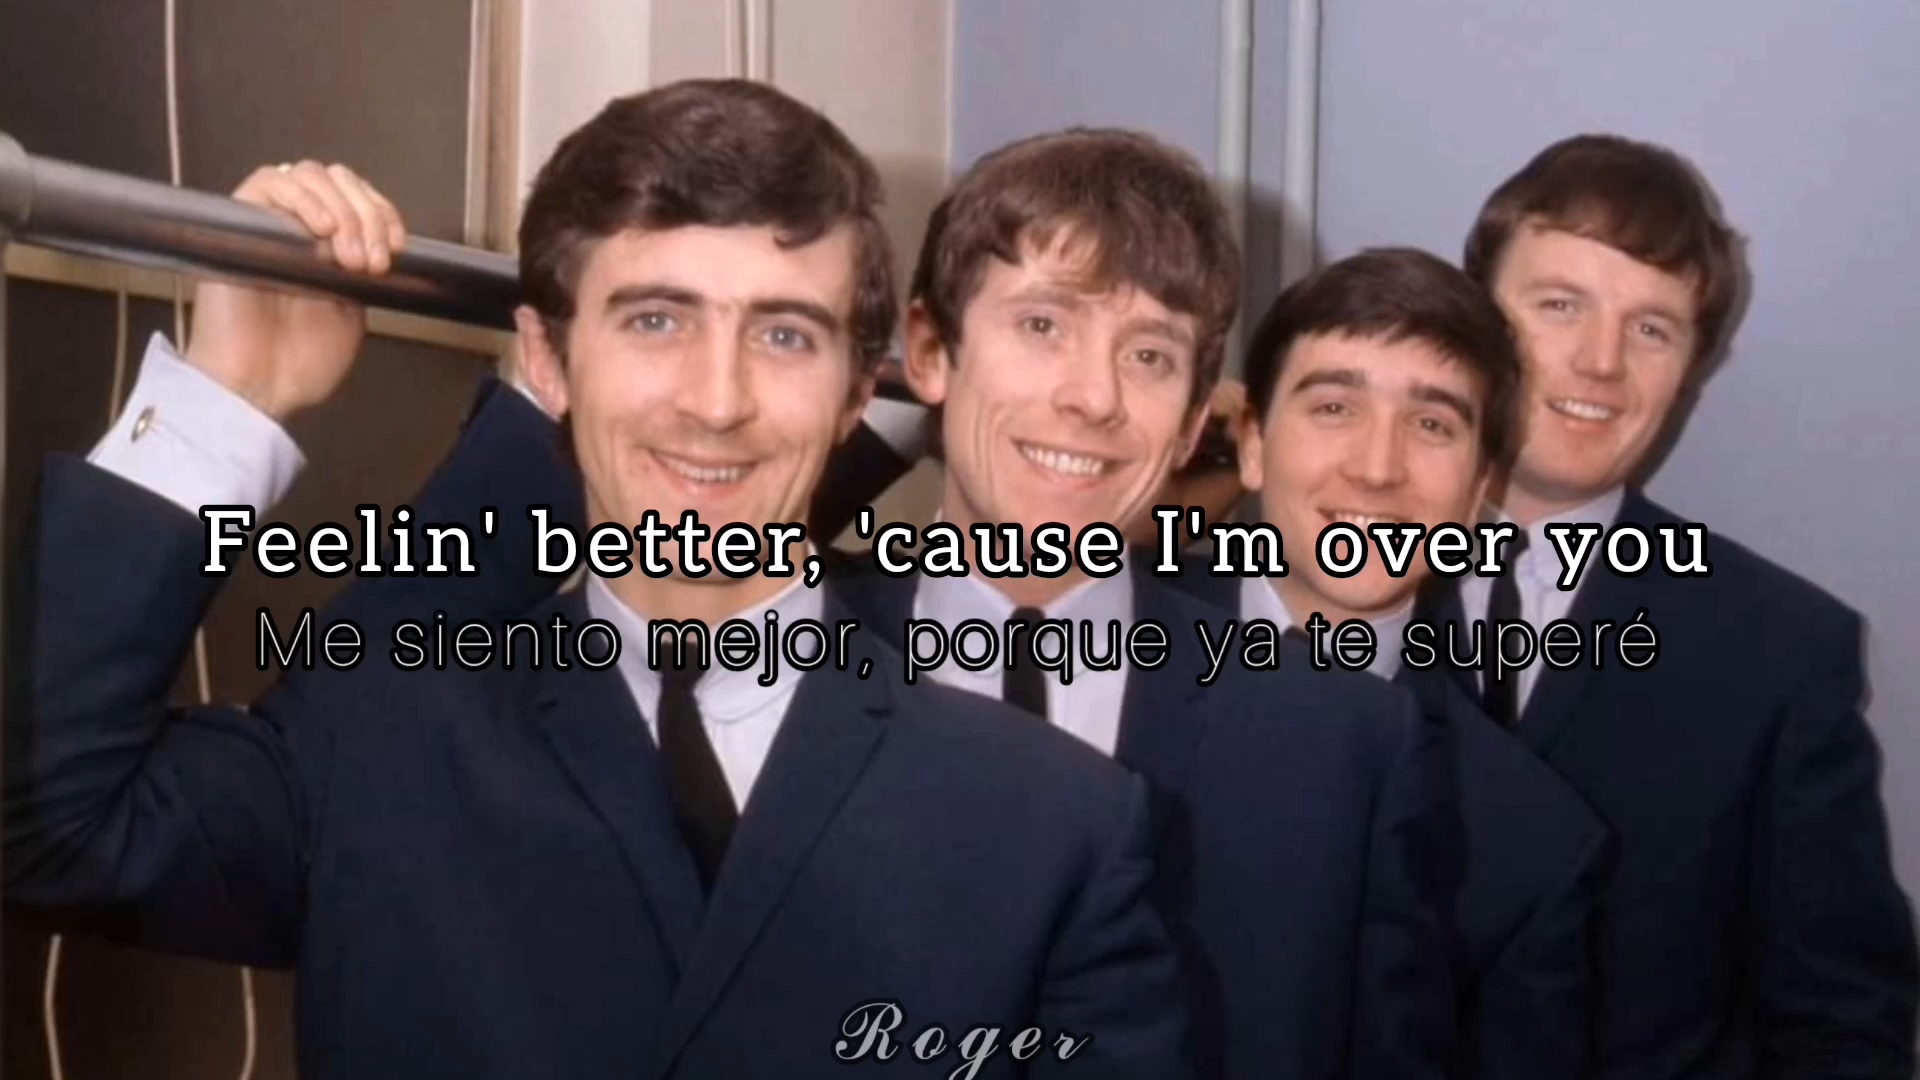 Feelin' better, 'cause I'm over you
Me siento mejor, porque ya te superé
Roger